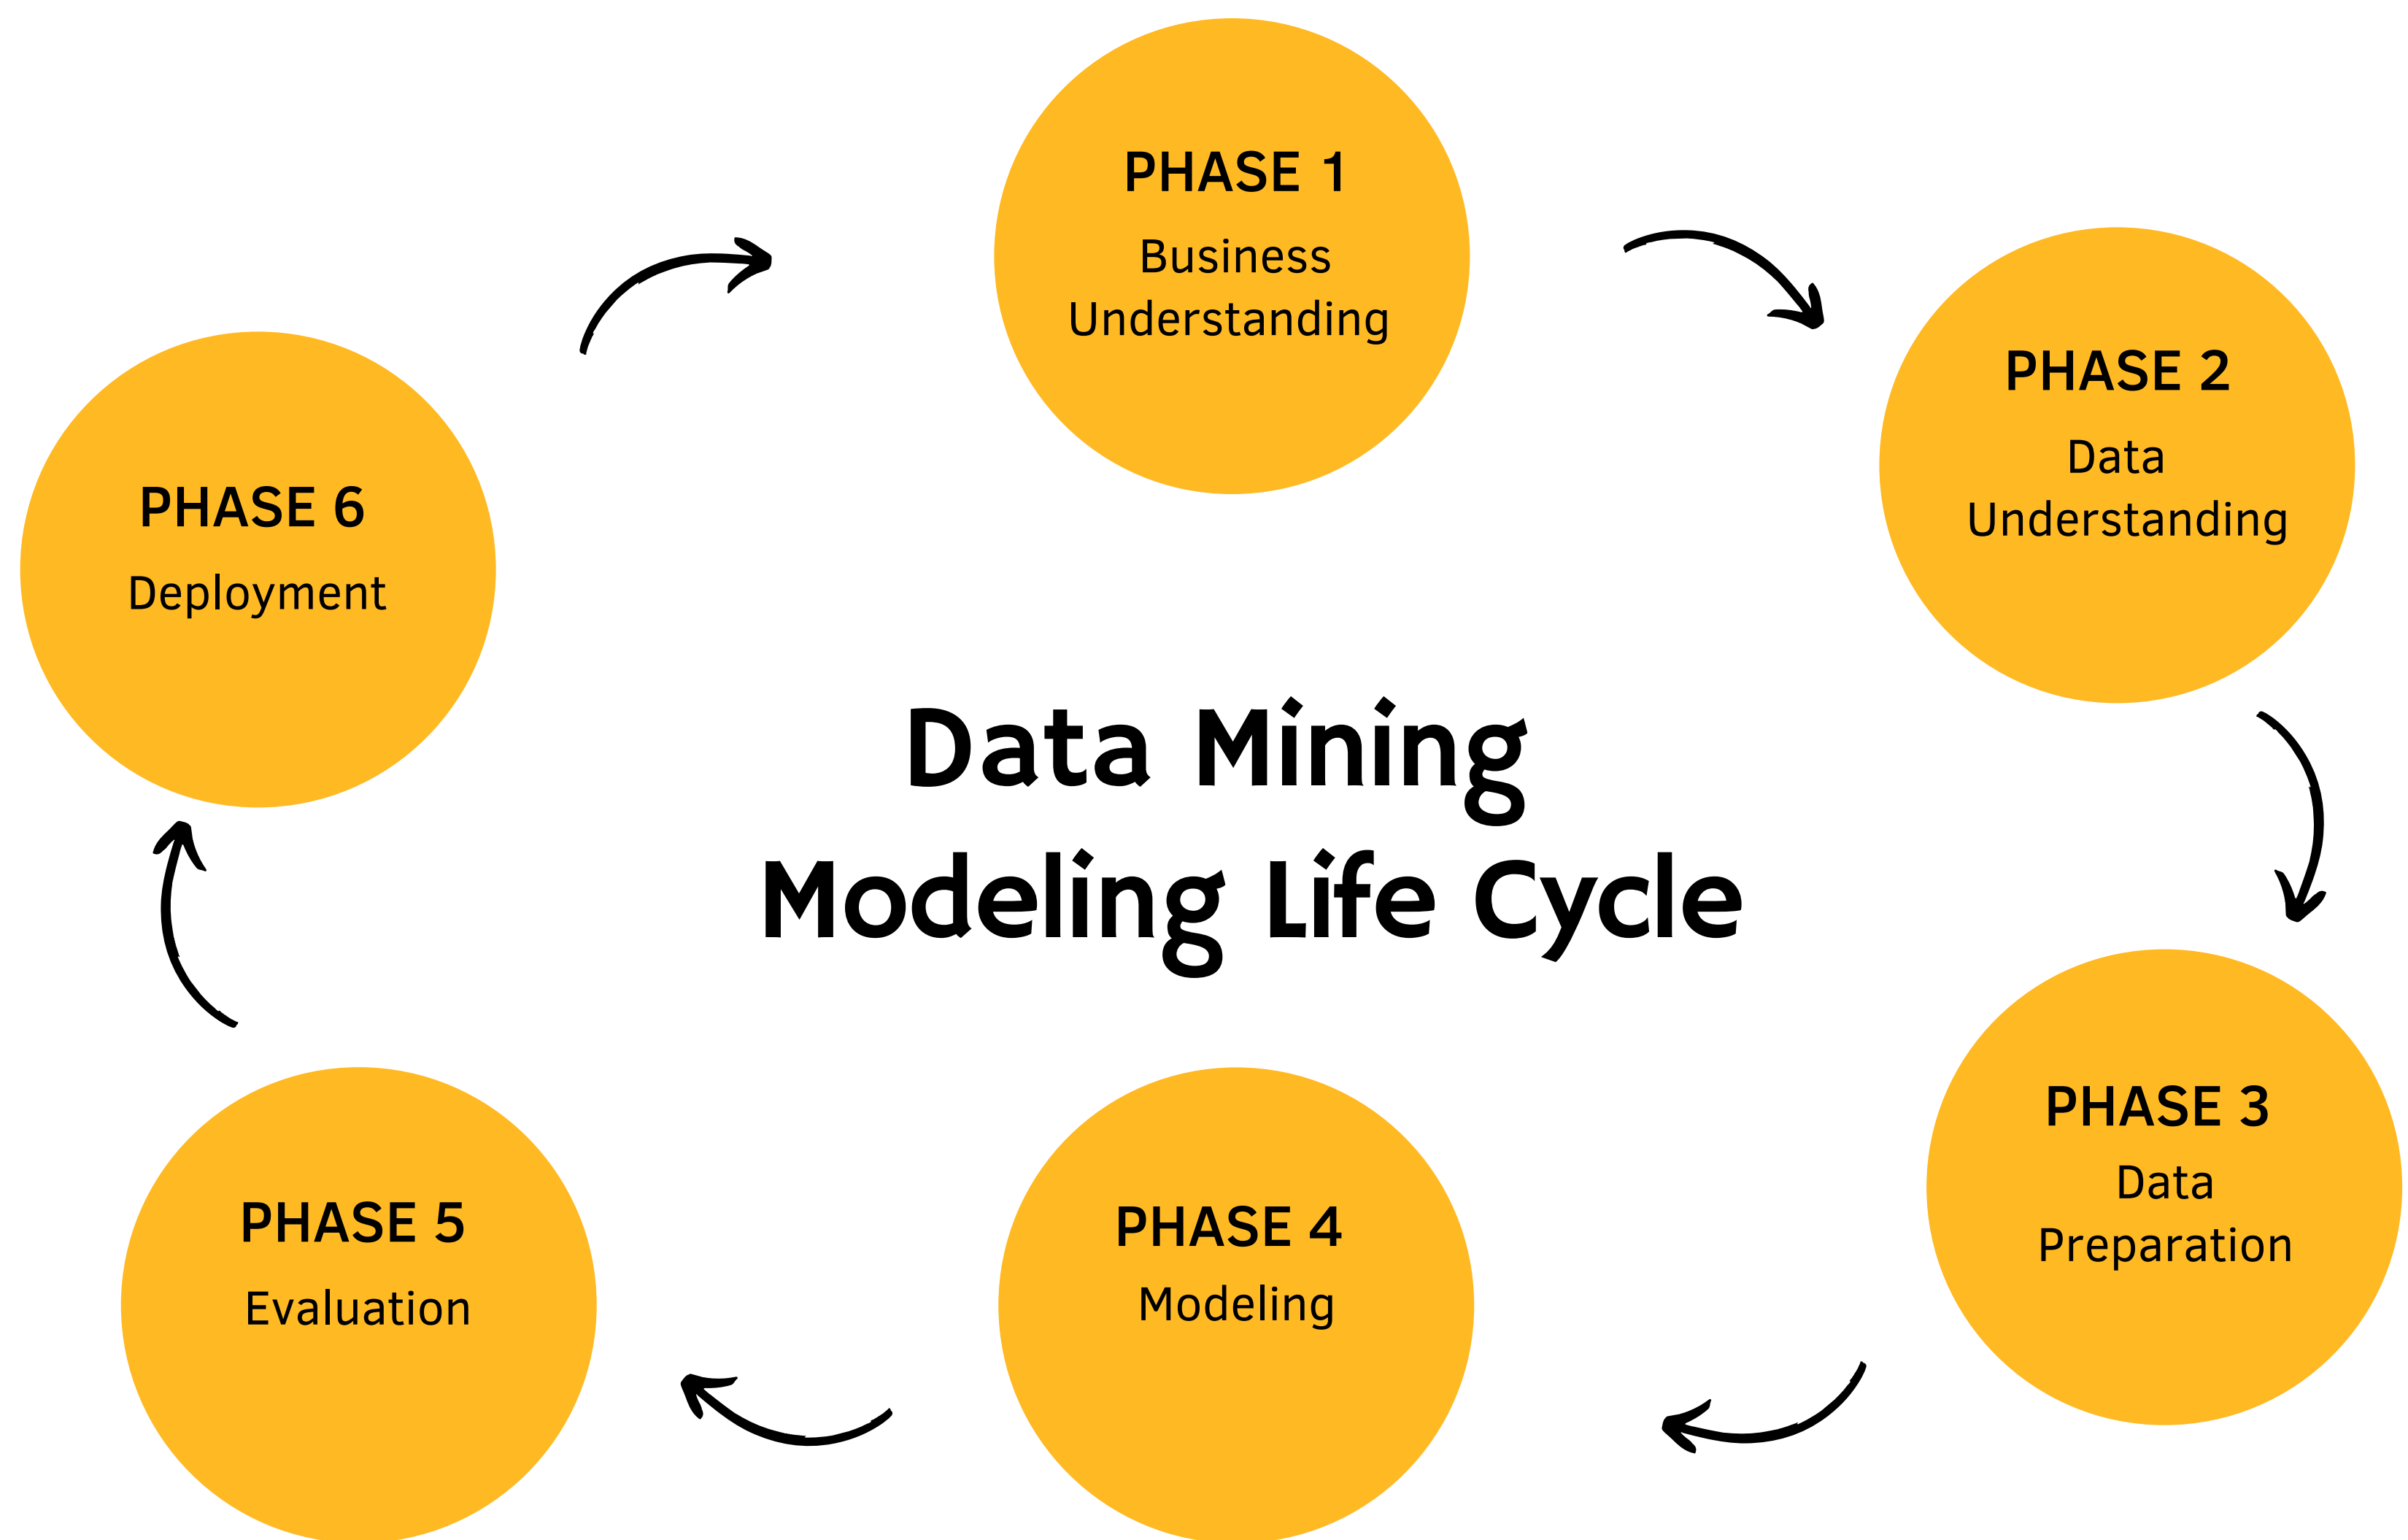 PHASE 1
Business
Understanding
PHASE 2
Data
Understanding
PHASE 6
Deployment
Data Mining
Modeling Life Cycle
PHASE 3
Data
Preparation
PHASE 5
Evaluation
PHASE 4
Modeling